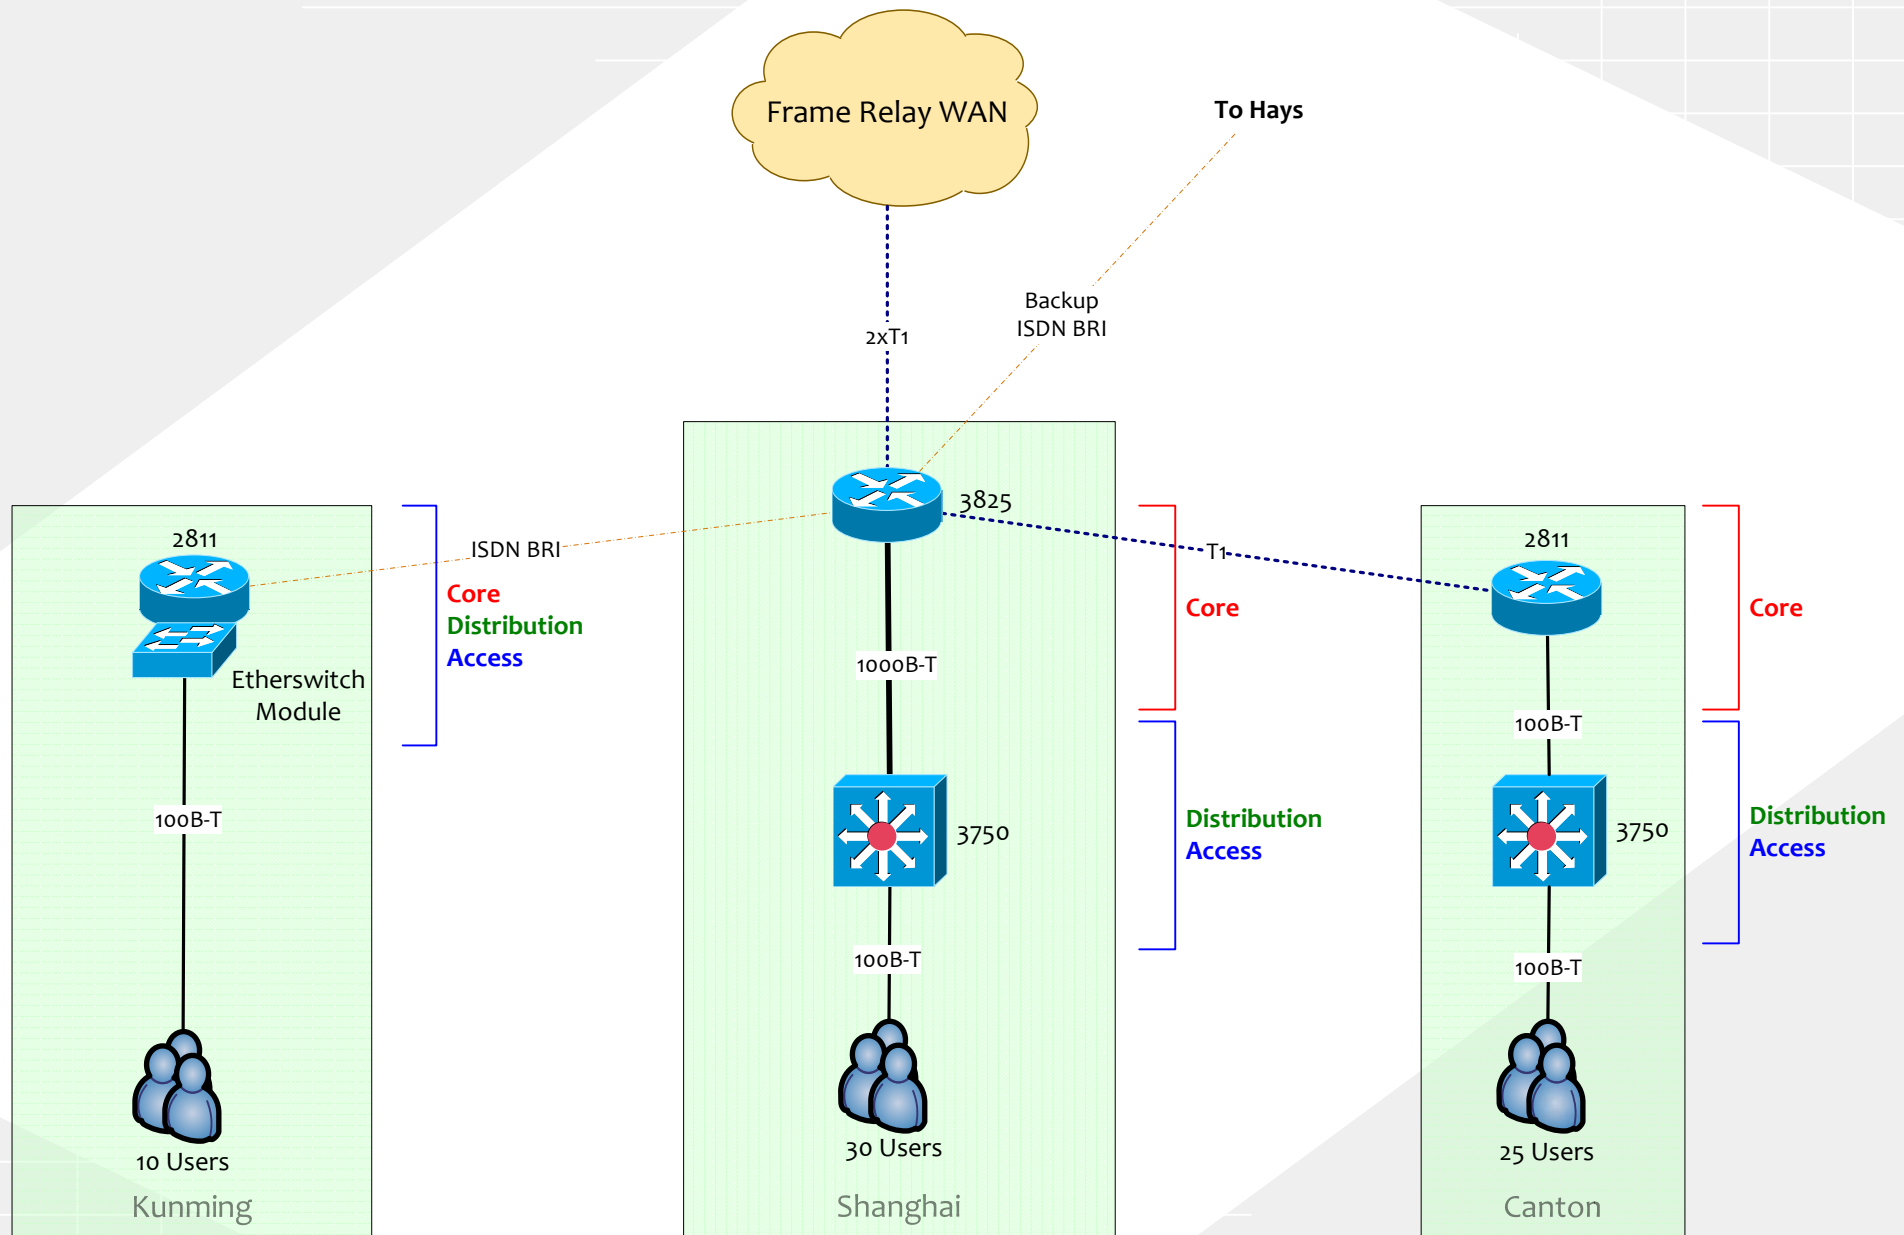 Frame Relay WAN
To Hays
Backup
ISDN BRI
2xT1
3825
2811
ISDN BRI
Core
Distribution
Access
Etherswitch
Module
T1
2811
Core
Core
1000B-T
100B-T
100B-T
3750
Distribution
Access
3750
Distribution
Access
100B-T
100B-T
10 Users
30 Users
25 Users
Kunming
Shanghai
Canton